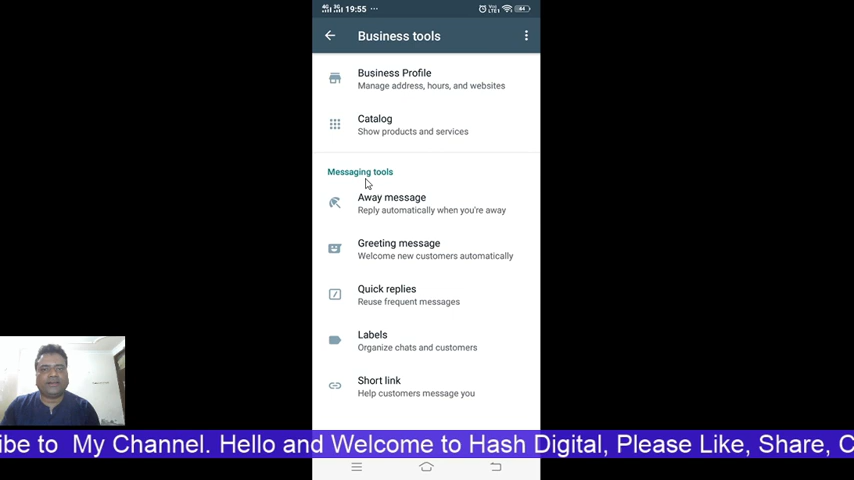 19:55 ...
84
Business tools
Business Profile
Manage address, hours, and websites
Catalog
Show products and services
Messaging tools
Away message
Reply automatically when you're away
Greeting message
Welcome new customers automatically
Quick replies
Reuse frequent messages
Labels
Organize chats and customers
Short link
Help customers message you
ibe to My Channel. Hello and Welcome to Hash Digital, Please Like, Share, C